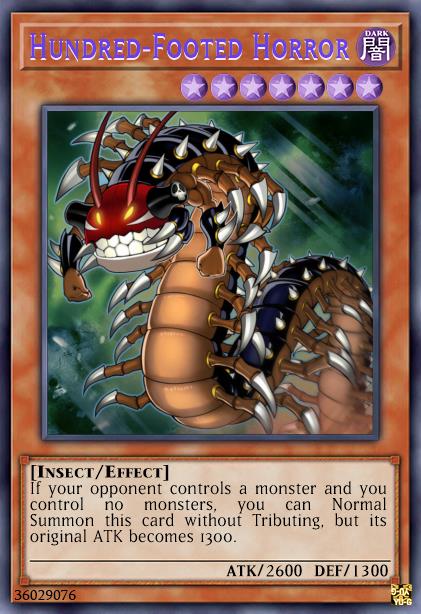 HUNDRED-FOOTED HORROR
DARK
闇
[INSECT/EFFECT]
If your opponent controls a monster and you
control no monsters, you can Normal
Summon this card without Tributing, but its
original ATK becomes 1300.
ATK/2600 DEF/1300
36029076